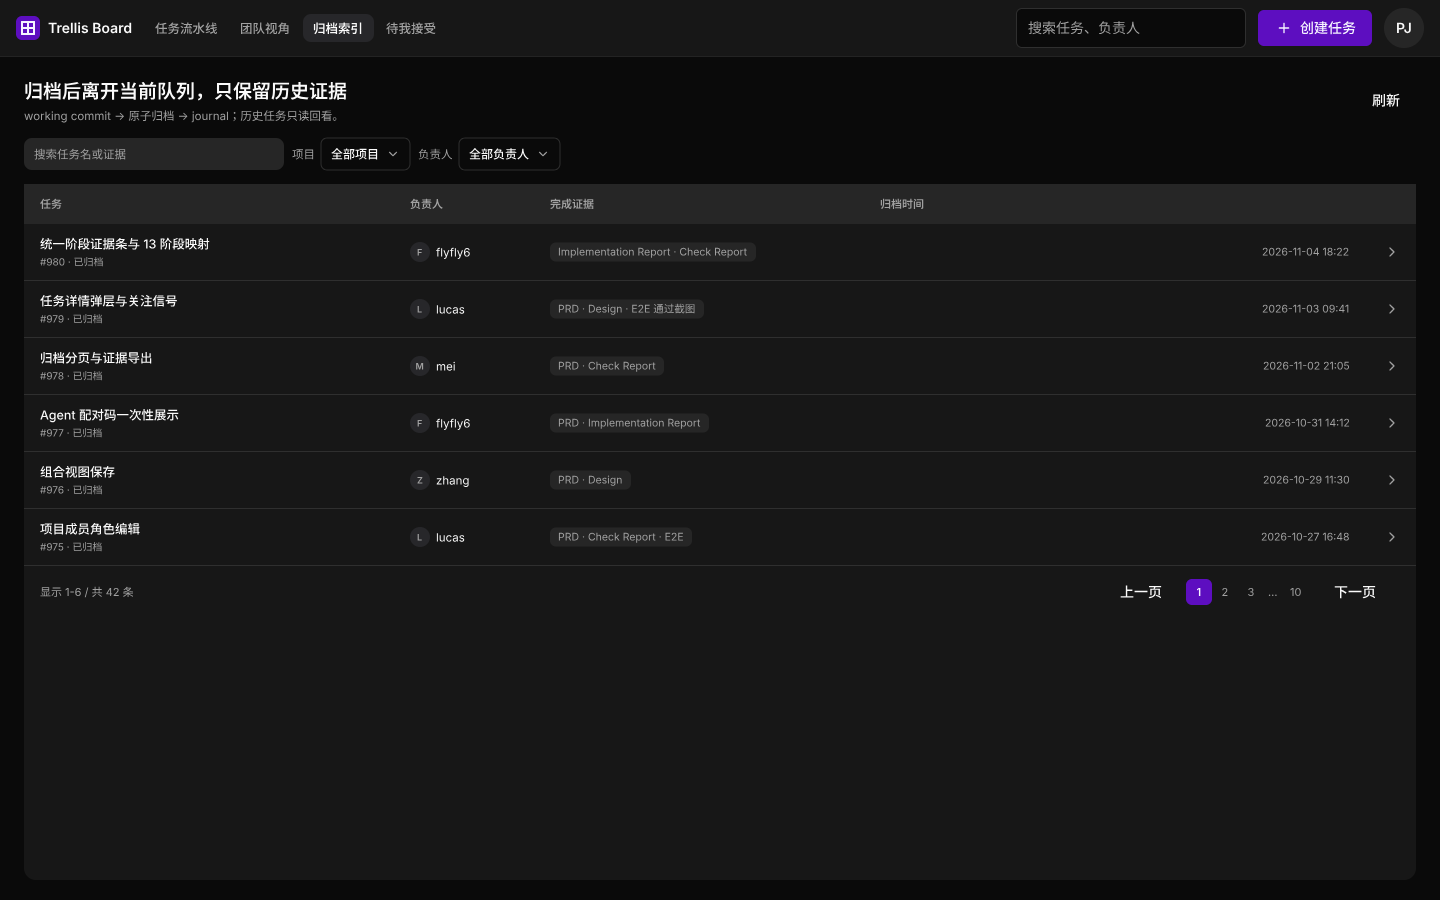 Trellis Board 任务流水线 团队视角 归档索引 待我接受 搜索任务、负责人 创建任务 PJ
归档后离开当前队列，只保留历史证据
working commit → 原子归档 → journal；历史任务只读回看。
刷新
搜索任务名或证据 项目 全部项目 负责人 全部负责人
任务 负责人 完成证据 归档时间
统一阶段证据条与 13 阶段映射
#980 · 已归档
F flyfly6 Implementation Report · Check Report 2026-11-04 18:22
任务详情弹层与关注信号
#979 · 已归档
L lucas PRD · Design · E2E 通过截图 2026-11-03 09:41
归档分页与证据导出
#978 · 已归档
M mei PRD · Check Report 2026-11-02 21:05
Agent 配对码一次性展示
#977 · 已归档
F flyfly6 PRD · Implementation Report 2026-10-31 14:12
组合视图保存
#976 · 已归档
Z zhang PRD · Design 2026-10-29 11:30
项目成员角色编辑
#975 · 已归档
L lucas PRD · Check Report · E2E 2026-10-27 16:48
显示 1-6 / 共 42 条 上一页 1 2 3 ... 10 下一页